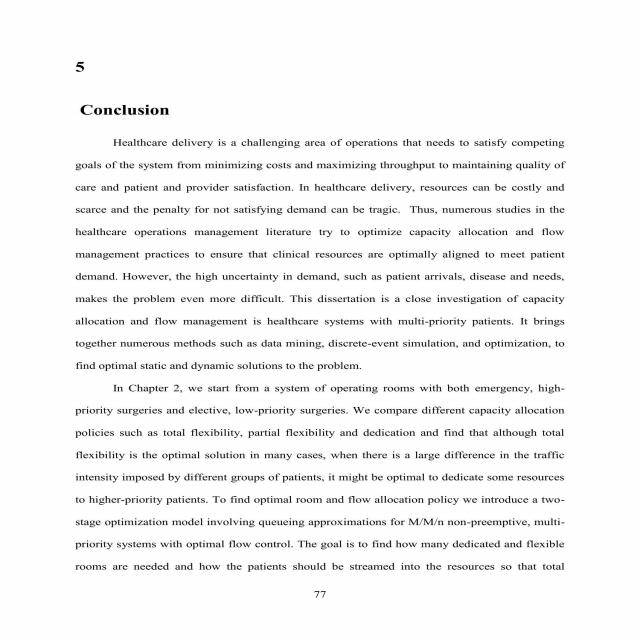 5
Conclusion
Healthcare delivery is a challenging area of operations that needs to satisfy competing
goals of the system from minimizing costs and maximizing throughput to maintaining quality of
care and patient and provider satisfaction. In healthcare delivery, resources can be costly and
scarce and the penalty for not satisfying demand can be tragic. Thus, numerous studies in the
healthcare operations management literature try to optimize capacity allocation and flow
management practices to ensure that clinical resources are optimally aligned to meet patient
demand. However, the high uncertainty in demand, such as patient arrivals, disease and needs,
makes the problem even more difficult. This dissertation is a close investigation of capacity
allocation and flow management is healthcare systems with multi-priority patients. It brings
together numerous methods such as data mining, discrete-event simulation, and optimization, to
find optimal static and dynamic solutions to the problem.
In Chapter 2, we start from a system of operating rooms with both emergency, high-
priority surgeries and elective, low-priority surgeries. We compare different capacity allocation
policies such as total flexibility, partial flexibility and dedication and find that although total
flexibility is the optimal solution in many cases, when there is a large difference in the traffic
intensity imposed by different groups of patients, it might be optimal to dedicate some resources
to higher-priority patients. To find optimal room and flow allocation policy we introduce a two-
stage optimization model involving queueing approximations for M/M/n non-preemptive, multi-
priority systems with optimal flow control. The goal is to find how many dedicated and flexible
rooms are needed and how the patients should be streamed into the resources so that total
77